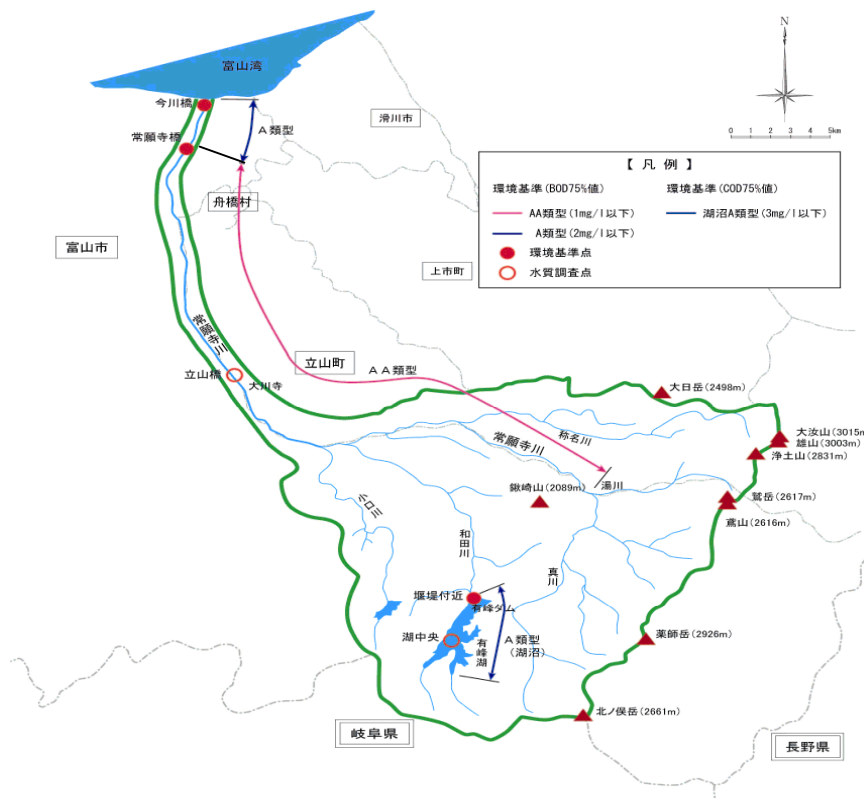 富山湾
N
今川橋
A類型
滑川市
常願寺橋
0 1 2 3 4 5km
【 凡 例 】
環境基準(BOD75%値)
環境基準(COD75%値)
AA類型(1mg/l以下)
湖沼A類型(3mg/l以下)
A類型(2mg/l以下)
環境基準点
水質調査点
舟橋村
富山市
上市町
常願寺川
立山町
AA類型
立山橋
大川寺
大日岳(2498m)
称名川
大汝山(3015m
雄山(3003m)
浄土山(2831m)
常願寺川
湯川
鍬崎山(2089m)
鷲岳(2617m)
鳶山(2616m)
小口川
和田川
真川
堰堤付近
有峰ダム
湖中央
有峰湖
A類型
(湖沼)
薬師岳(2926m)
北ノ俣岳(2661m)
岐阜県
長野県